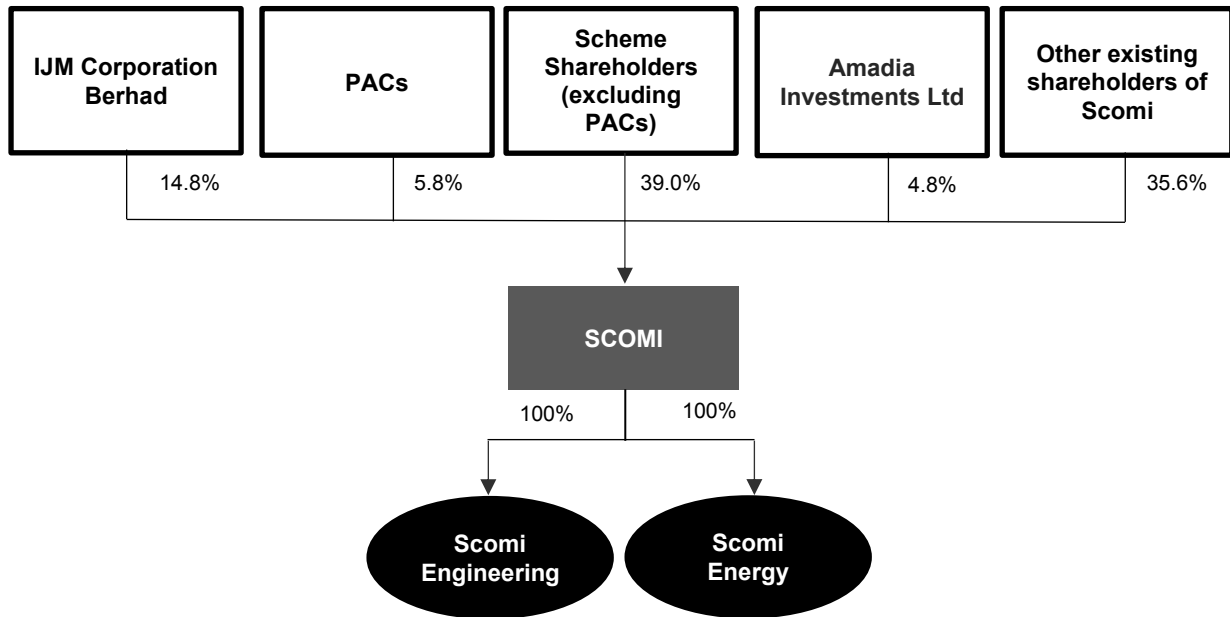 IJM Corporation
Berhad
PACs
Scheme
Shareholders
(excluding
PACs)
Amadia
Investments Ltd
Other existing
shareholders of
Scomi
14.8%
5.8%
39.0%
4.8%
35.6%
SCOMI
100%
100%
Scomi
Engineering
Scomi
Energy